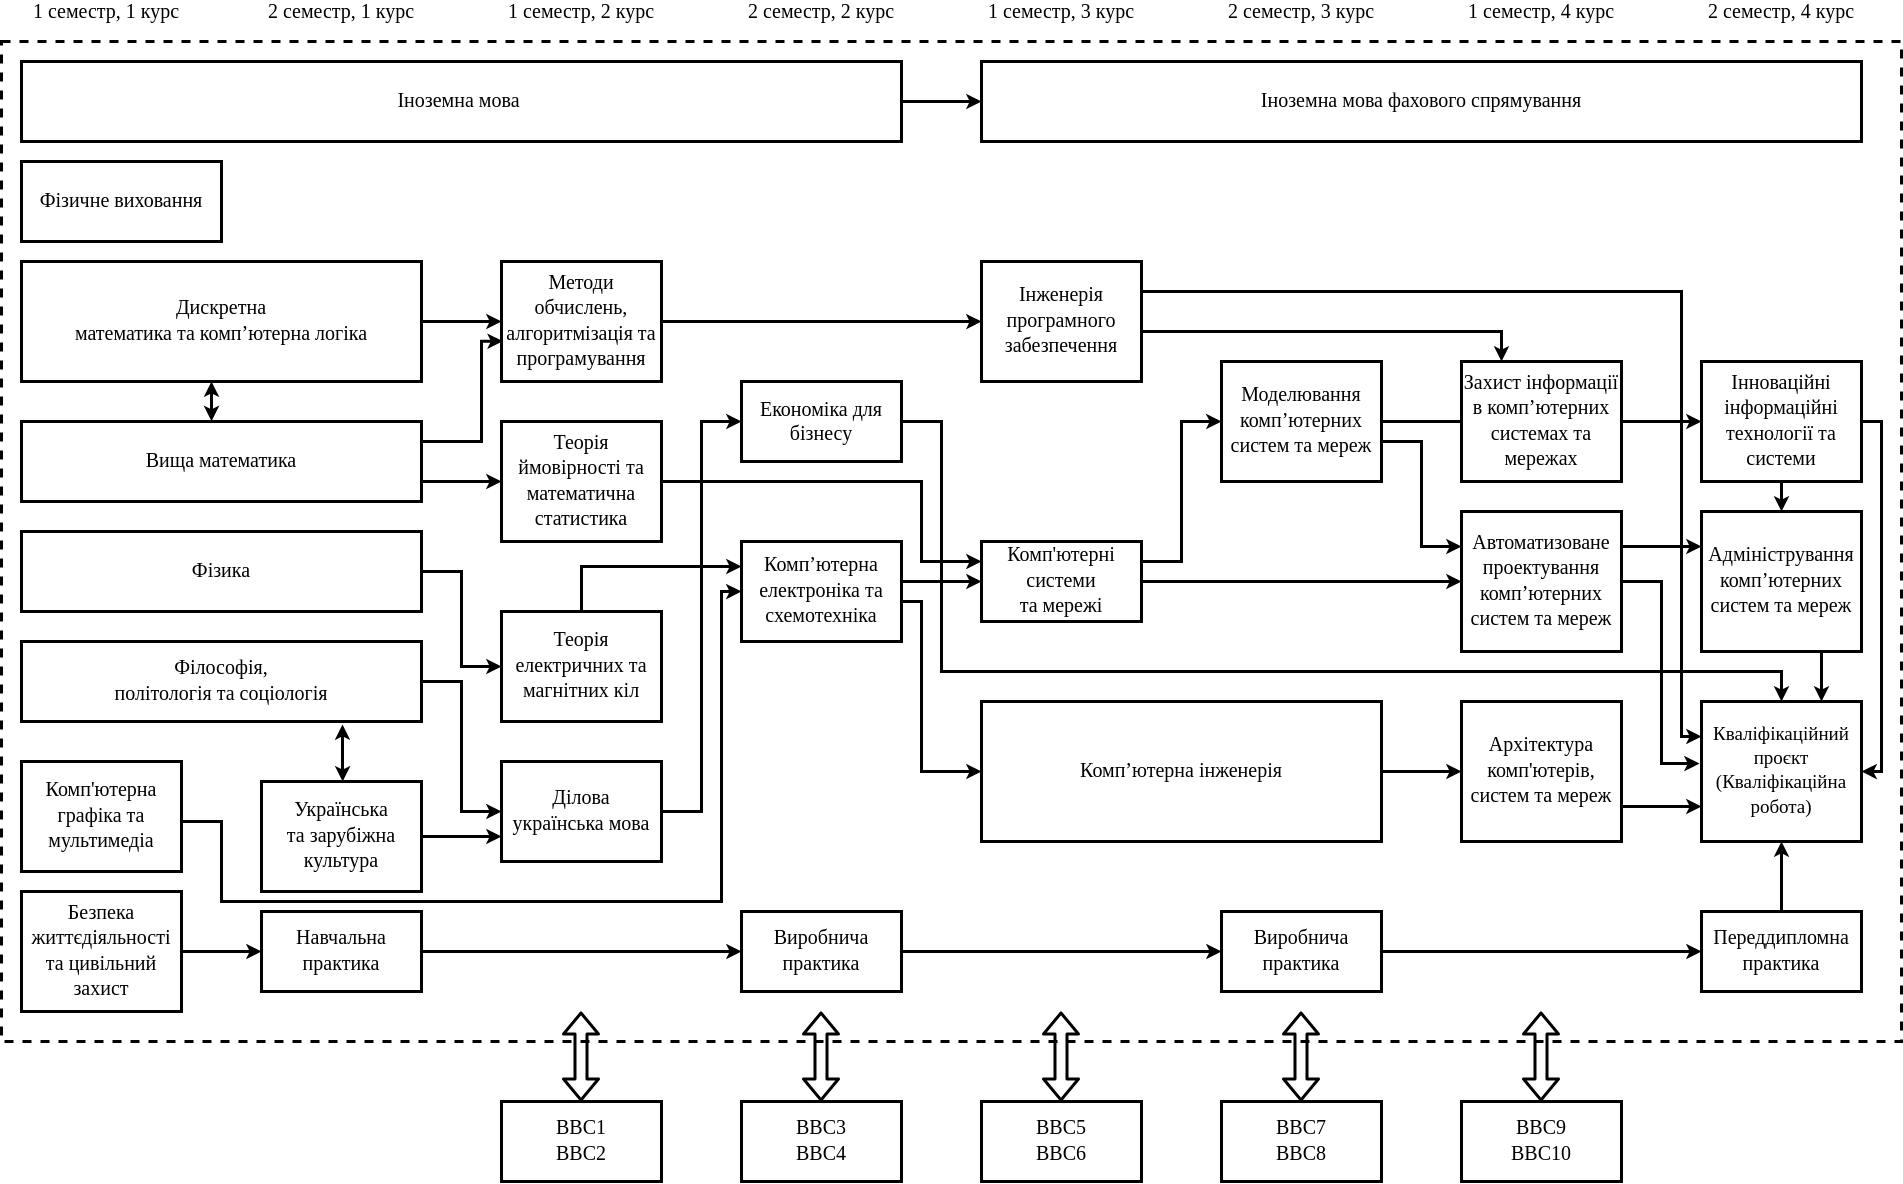 1 семестр, 1 курс
2 семестр, 1 курс
1 семестр, 2 курс
2 семестр, 2 курс
1 семестр, 3 курс
2 семестр, 3 курс
1 семестр, 4 курс
2 семестр, 4 курс
Іноземна мова
Іноземна мова фахового спрямування
Фізичне виховання
Дискретна
математика та комп’ютерна логіка
Методи
обчислень,
алгоритмізація та
програмування
Інженерія
програмного
забезпечення
Вища математика
Теорія
ймовірності та
математична
статистика
Економіка для
бізнесу
Моделювання
комп’ютерних
систем та мереж
Захист інформації
в комп’ютерних
системах та
мережах
Інноваційні
інформаційні
технології та
системи
Фізика
Комп’ютерна
електроніка та
схемотехніка
Комп'ютерні
системи
та мережі
Автоматизоване
проектування
комп’ютерних
систем та мереж
Адміністрування
комп’ютерних
систем та мереж
Філософія,
політологія та соціологія
Теорія
електричних та
магнітних кіл
Комп'ютерна
графіка та
мультимедіа
Українська
та зарубіжна
культура
Ділова
українська мова
Комп’ютерна інженерія
Архітектура
комп'ютерів,
систем та мереж
Кваліфікаційний
проєкт
(Кваліфікаційна
робота)
Безпека
життєдіяльності
та цивільний
захист
Навчальна
практика
Виробнича
практика
Виробнича
практика
Переддипломна
практика
ВВС1
ВВС2
ВВС3
ВВС4
ВВС5
ВВС6
ВВС7
ВВС8
ВВС9
ВВС10